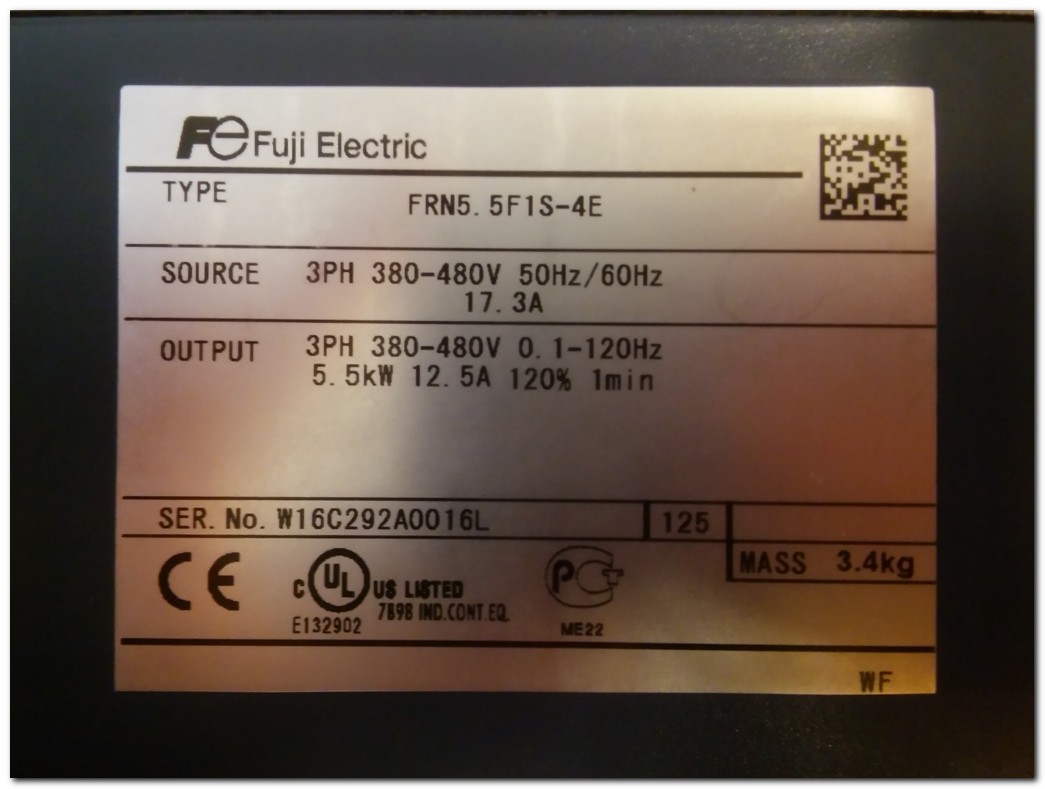 Fe Fuji Electric
TYPE FRN5.5F1S-4E
SOURCE 3PH 380-480V 50Hz/60Hz
17.3A
OUTPUT 3PH 380-480V 0.1-120Hz
5.5kW 12.5A 120% 1min
SER. No. W16C292A0016L 125
MASS 3.4kg
CE C UL US LISTED
7B98 IND.CONT.EQ.
E132902
PCT
ME22
WF